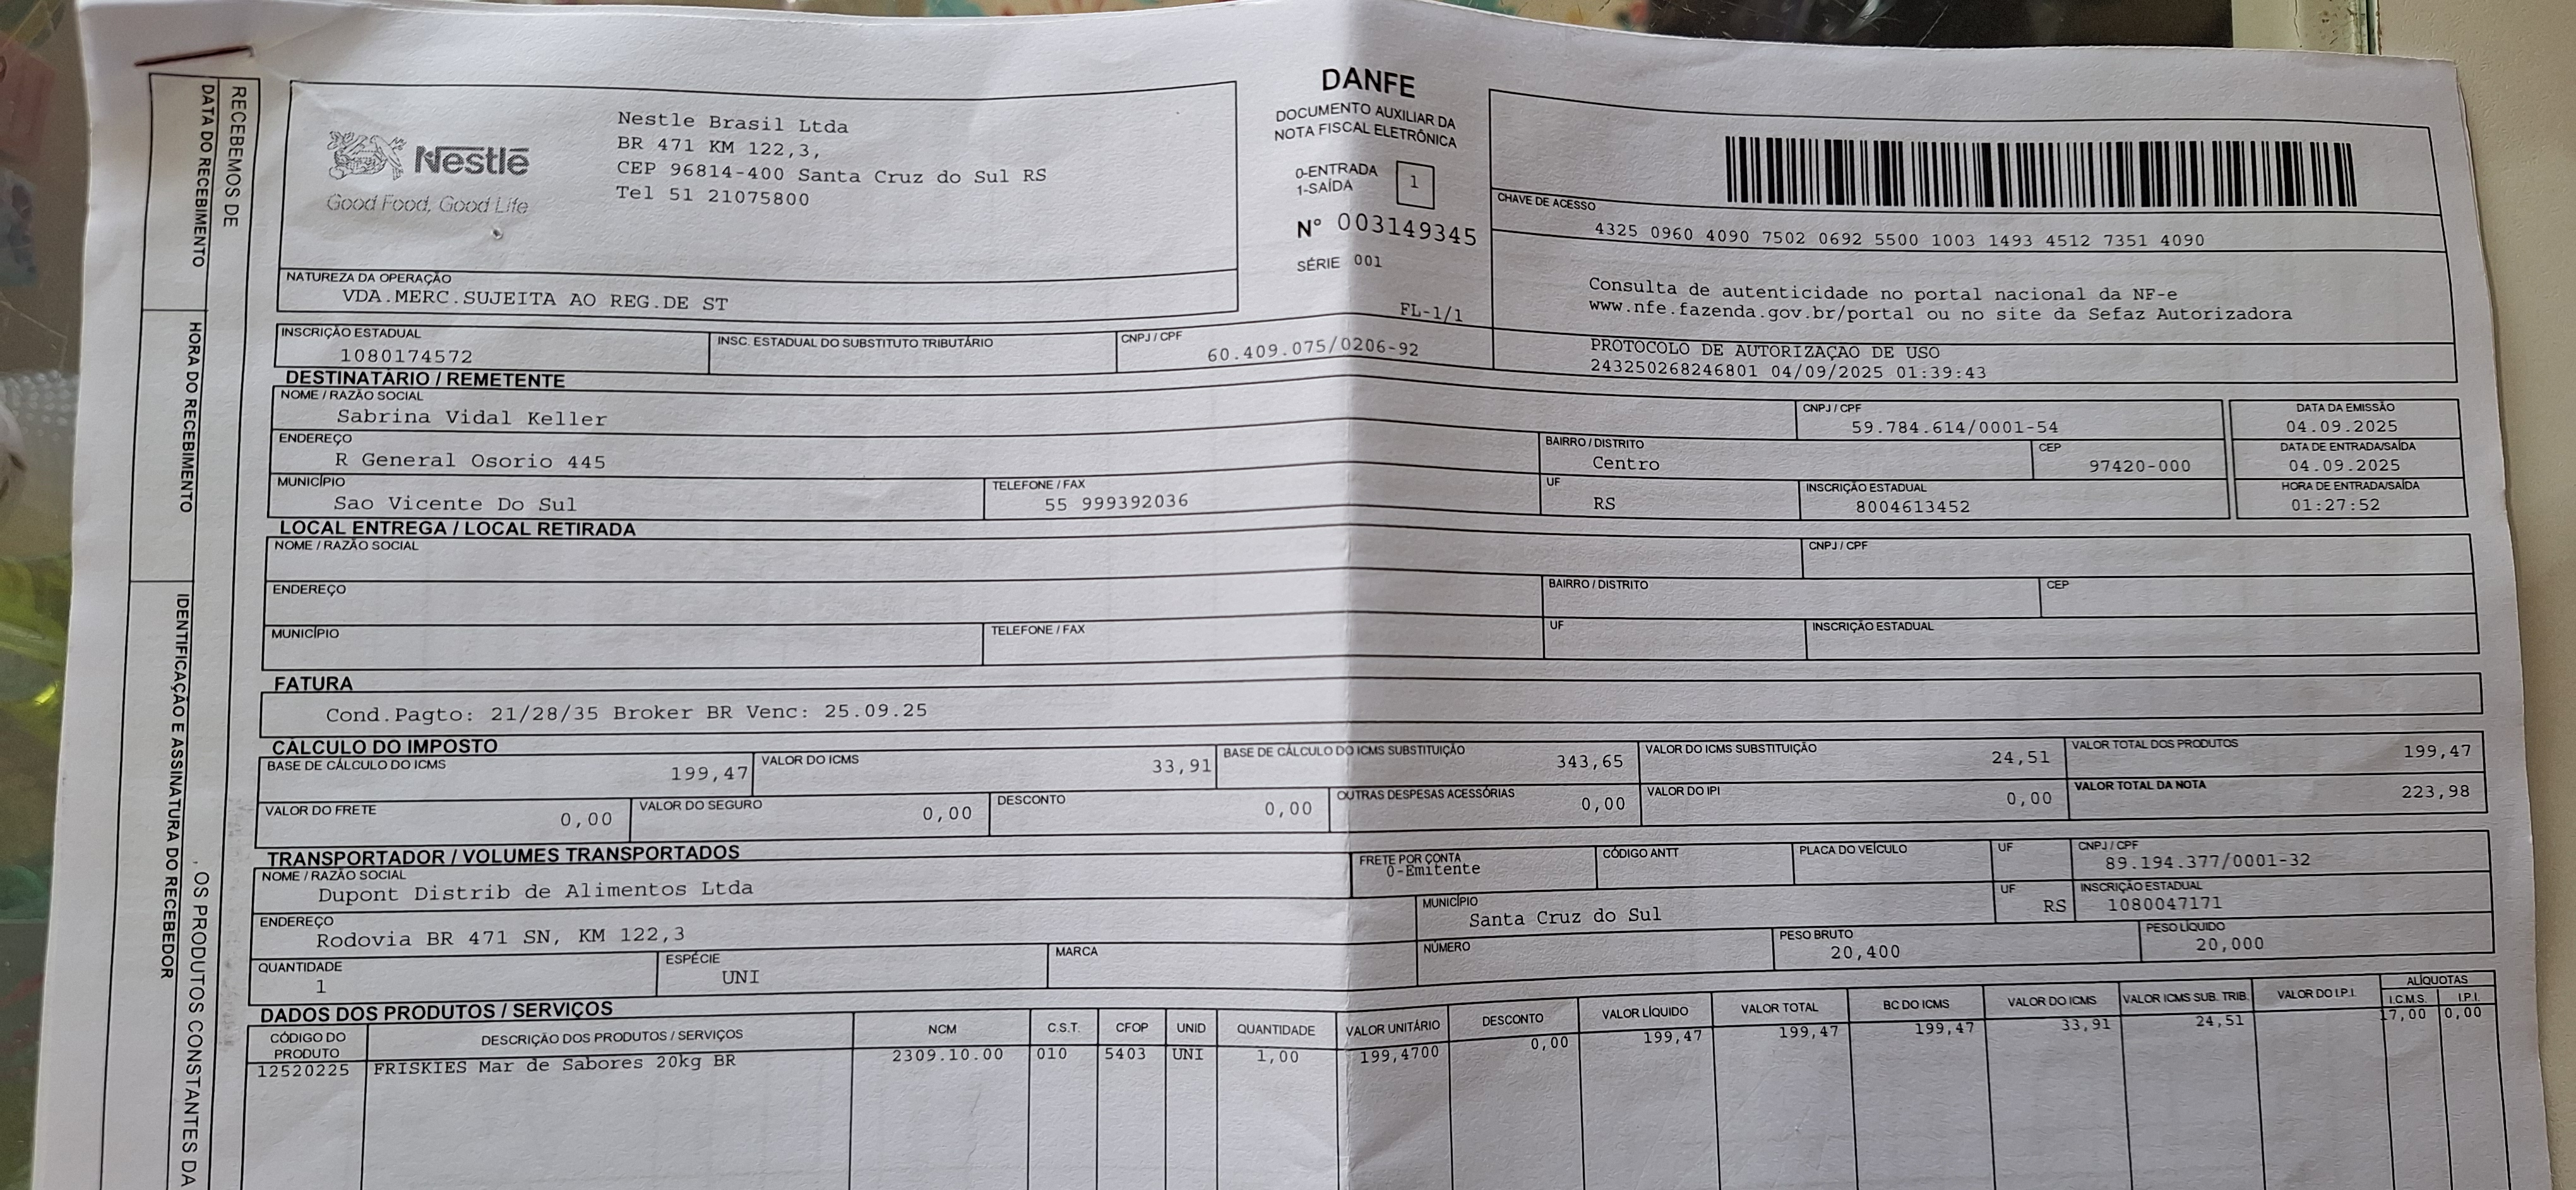 RECEBEMOS DE
, OS PRODUTOS CONSTANTES DA
DATA DO RECEBIMENTO
HORA DO RECEBIMENTO
IDENTIFICAÇÃO E ASSINATURA DO RECEBEDOR
Nestlé
Good Food, Good Life
Nestle Brasil Ltda
BR 471 KM 122,3,
CEP 96814-400 Santa Cruz do Sul RS
Tel 51 21075800
NATUREZA DA OPERAÇÃO
VDA.MERC.SUJEITA AO REG.DE ST
DANFE
DOCUMENTO AUXILIAR DA
NOTA FISCAL ELETRÔNICA
0-ENTRADA
1-SAÍDA
1
Nº 003149345
SÉRIE 001
FL-1/1
CHAVE DE ACESSO
4325 0960 4090 7502 0692 5500 1003 1493 4512 7351 4090
Consulta de autenticidade no portal nacional da NF-e
www.nfe.fazenda.gov.br/portal ou no site da Sefaz Autorizadora
PROTOCOLO DE AUTORIZAÇAO DE USO
243250268246801 04/09/2025 01:39:43
INSCRIÇÃO ESTADUAL
1080174572
INSC. ESTADUAL DO SUBSTITUTO TRIBUTÁRIO
CNPJ / CPF
60.409.075/0206-92
DESTINATÁRIO / REMETENTE
NOME / RAZÃO SOCIAL
Sabrina Vidal Keller
CNPJ / CPF
59.784.614/0001-54
DATA DA EMISSÃO
04.09.2025
ENDEREÇO
R General Osorio 445
BAIRRO / DISTRITO
Centro
CEP
97420-000
DATA DE ENTRADA/SAÍDA
04.09.2025
MUNICÍPIO
Sao Vicente Do Sul
TELEFONE / FAX
55 999392036
UF
RS
INSCRIÇÃO ESTADUAL
8004613452
HORA DE ENTRADA/SAÍDA
01:27:52
LOCAL ENTREGA / LOCAL RETIRADA
NOME / RAZÃO SOCIAL
CNPJ / CPF
ENDEREÇO
BAIRRO / DISTRITO
CEP
MUNICÍPIO
TELEFONE / FAX
UF
INSCRIÇÃO ESTADUAL
FATURA
Cond.Pagto: 21/28/35 Broker BR Venc: 25.09.25
CALCULO DO IMPOSTO
BASE DE CÁLCULO DO ICMS
199,47
VALOR DO ICMS
33,91
BASE DE CÁLCULO DO ICMS SUBSTITUIÇÃO
343,65
VALOR DO ICMS SUBSTITUIÇÃO
24,51
VALOR TOTAL DOS PRODUTOS
199,47
VALOR DO FRETE
0,00
VALOR DO SEGURO
0,00
DESCONTO
0,00
OUTRAS DESPESAS ACESSÓRIAS
0,00
VALOR DO IPI
0,00
VALOR TOTAL DA NOTA
223,98
TRANSPORTADOR / VOLUMES TRANSPORTADOS
NOME / RAZÃO SOCIAL
Dupont Distrib de Alimentos Ltda
FRETE POR CONTA
0-Emitente
CÓDIGO ANTT
PLACA DO VEÍCULO
UF
CNPJ / CPF
89.194.377/0001-32
ENDEREÇO
Rodovia BR 471 SN, KM 122,3
MUNICÍPIO
Santa Cruz do Sul
UF
RS
INSCRIÇÃO ESTADUAL
1080047171
QUANTIDADE
1
ESPÉCIE
UNI
MARCA
NÚMERO
PESO BRUTO
20,400
PESO LÍQUIDO
20,000
DADOS DOS PRODUTOS / SERVIÇOS
CÓDIGO DO PRODUTO DESCRIÇÃO DOS PRODUTOS / SERVIÇOS NCM C.S.T. CFOP UNID QUANTIDADE VALOR UNITÁRIO DESCONTO VALOR LÍQUIDO VALOR TOTAL BC DO ICMS VALOR DO ICMS VALOR ICMS SUB. TRIB. VALOR DO I.P.I. ALÍQUOTAS I.C.M.S. I.P.I.
12520225 FRISKIES Mar de Sabores 20kg BR 2309.10.00 010 5403 UNI 1,00 199,4700 0,00 199,47 199,47 199,47 33,91 24,51 17,00 0,00